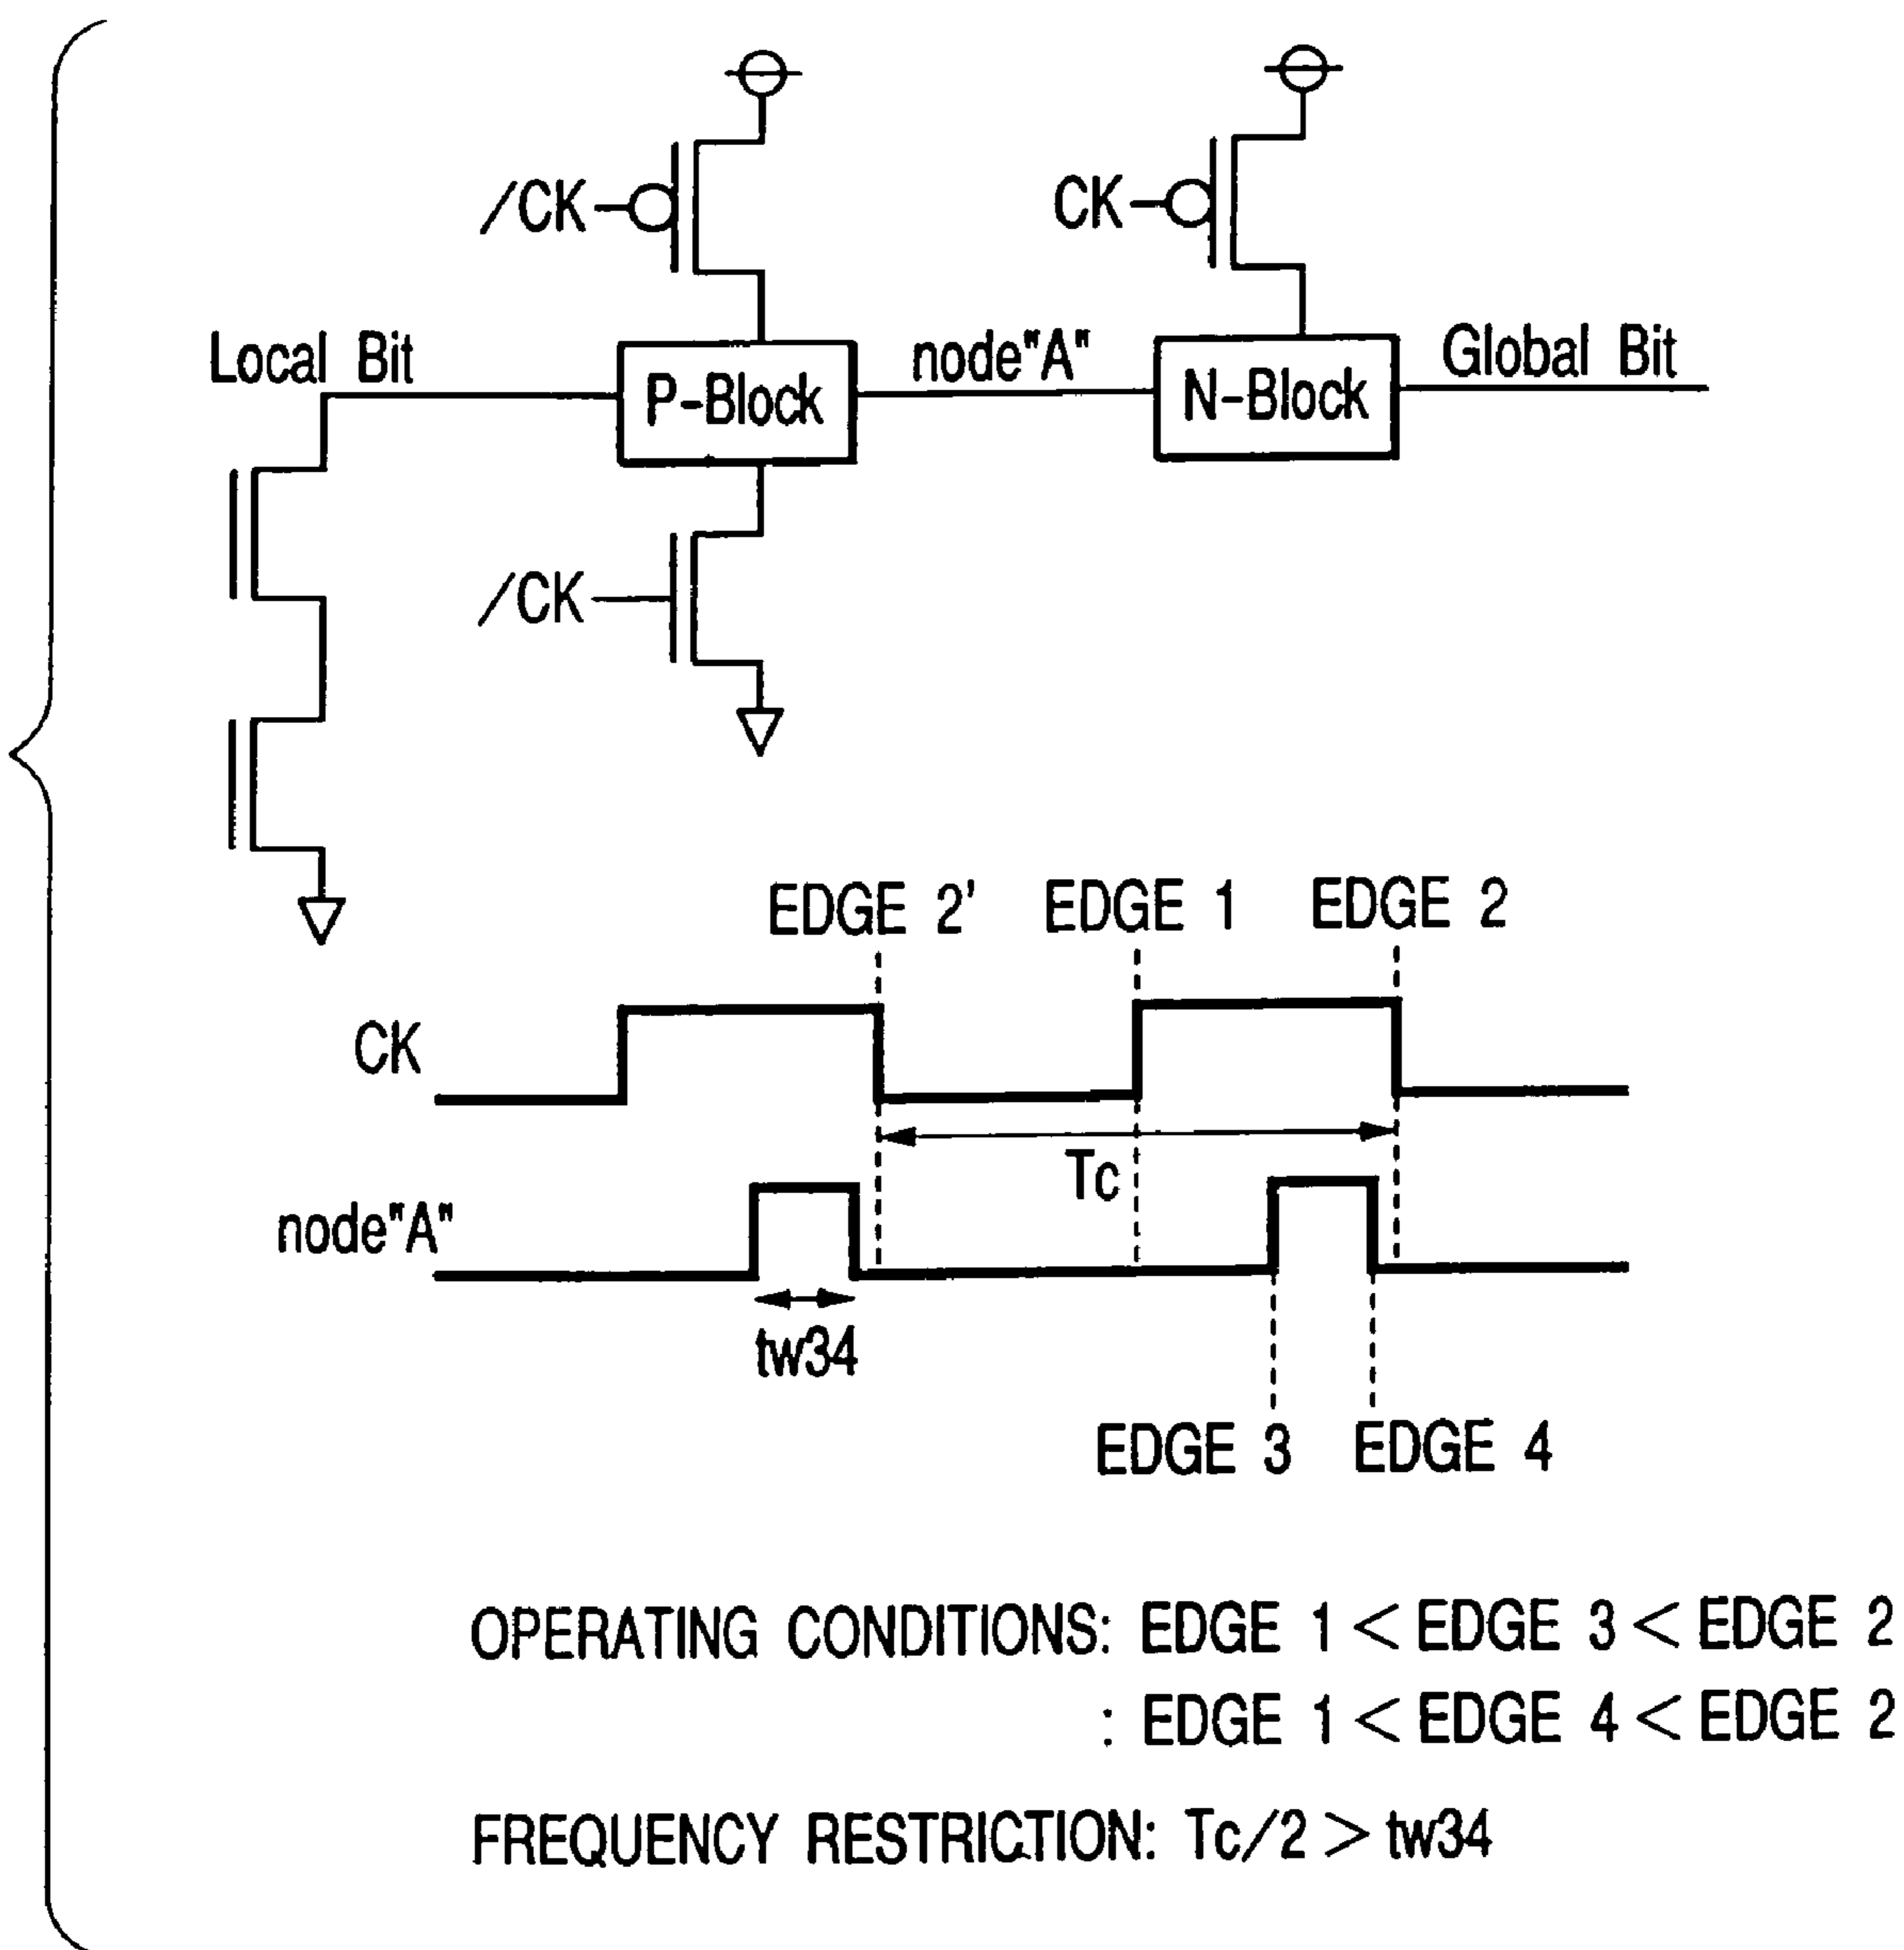 /CK
CK
Local Bit
P-Block
node"A"
N-Block
Global Bit
/CK
EDGE 2' EDGE 1 EDGE 2
CK
Tc
node"A"
tw34
EDGE 3 EDGE 4
OPERATING CONDITIONS: EDGE 1 < EDGE 3 < EDGE 2
: EDGE 1 < EDGE 4 < EDGE 2
FREQUENCY RESTRICTION: Tc/2 > tw34